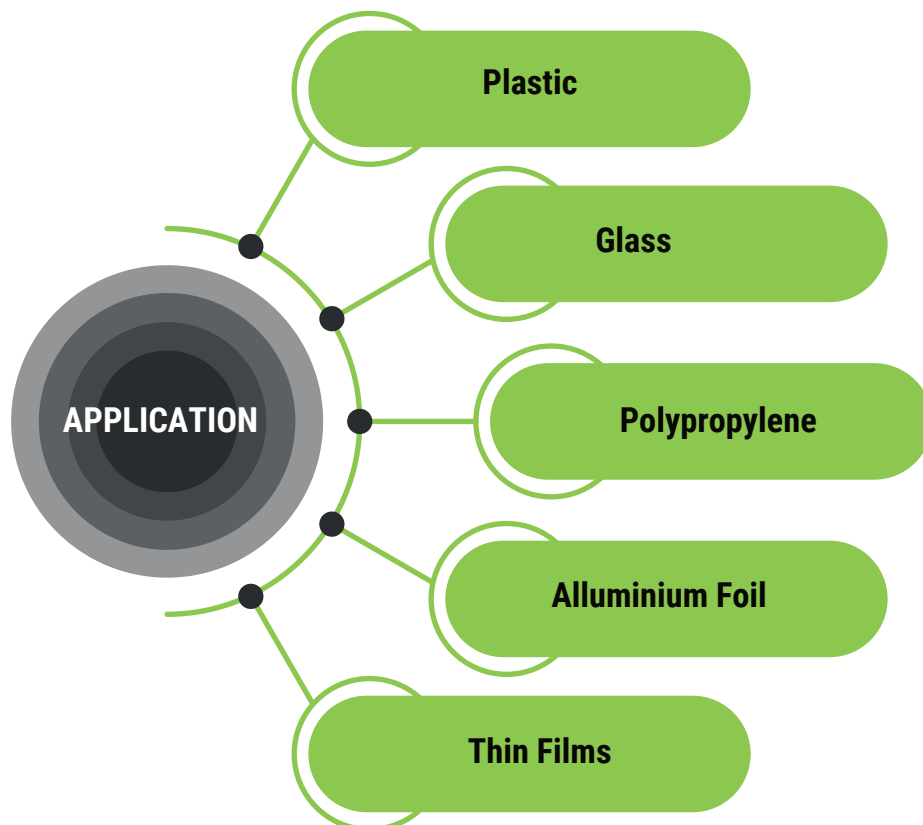 Plastic
Glass
APPLICATION
Polypropylene
Alluminium Foil
Thin Films